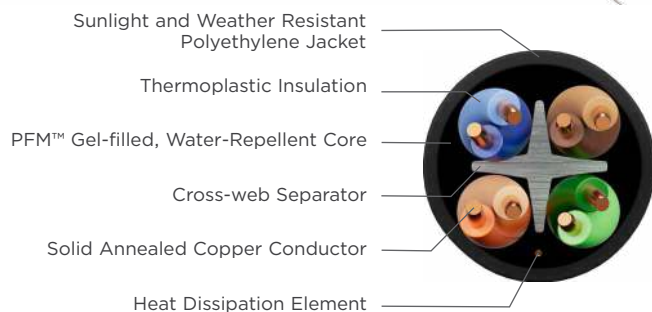 Sunlight and Weather Resistant
Polyethylene Jacket
Thermoplastic Insulation
PFM™ Gel-filled, Water-Repellent Core
Cross-web Separator
Solid Annealed Copper Conductor
Heat Dissipation Element